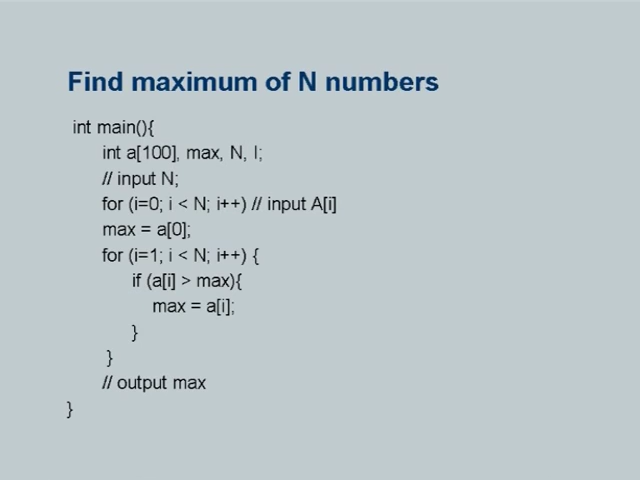 Find maximum of N numbers
int main(){
int a[100], max, N, I;
// input N;
for (i=0; i < N; i++) // input A[i]
max = a[0];
for (i=1; i < N; i++) {
if (a[i] > max){
max = a[i];
}
}
// output max
}